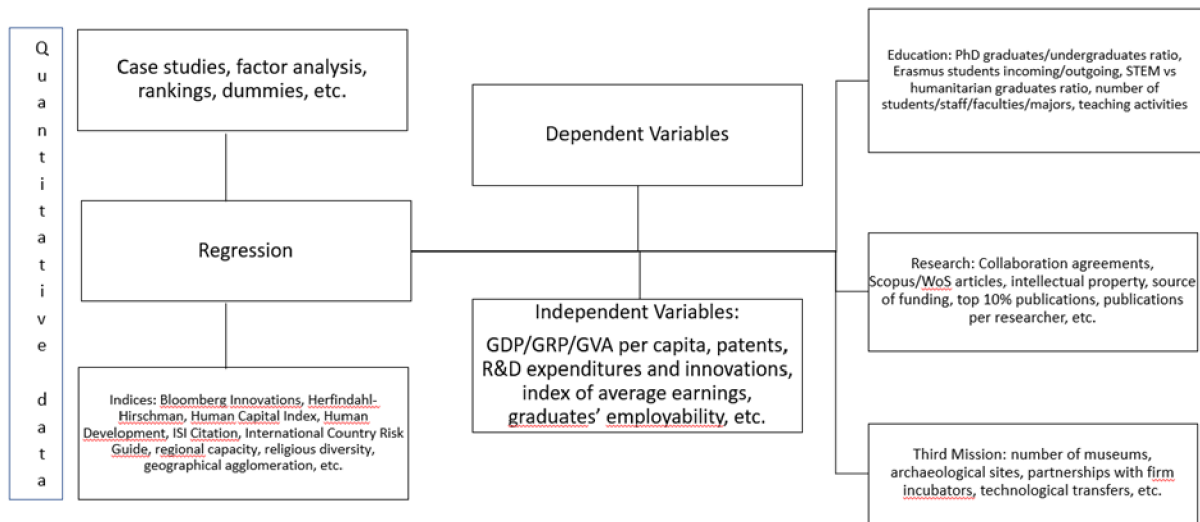 Quantitative data
Case studies, factor analysis,
rankings, dummies, etc.
Regression
Indices: Bloomberg Innovations, Herfindahl-
Hirschman, Human Capital Index, Human
Development, ISI Citation, International Country Risk
Guide, regional capacity, religious diversity,
geographical agglomeration, etc.
Dependent Variables
Independent Variables:
GDP/GRP/GVA per capita, patents,
R&D expenditures and innovations,
index of average earnings,
graduates’ employability, etc.
Education: PhD graduates/undergraduates ratio,
Erasmus students incoming/outgoing, STEM vs
humanitarian graduates ratio, number of
students/staff/faculties/majors, teaching activities
Research: Collaboration agreements,
Scopus/WoS articles, intellectual property, source
of funding, top 10% publications, publications
per researcher, etc.
Third Mission: number of museums,
archaeological sites, partnerships with firm
incubators, technological transfers, etc.